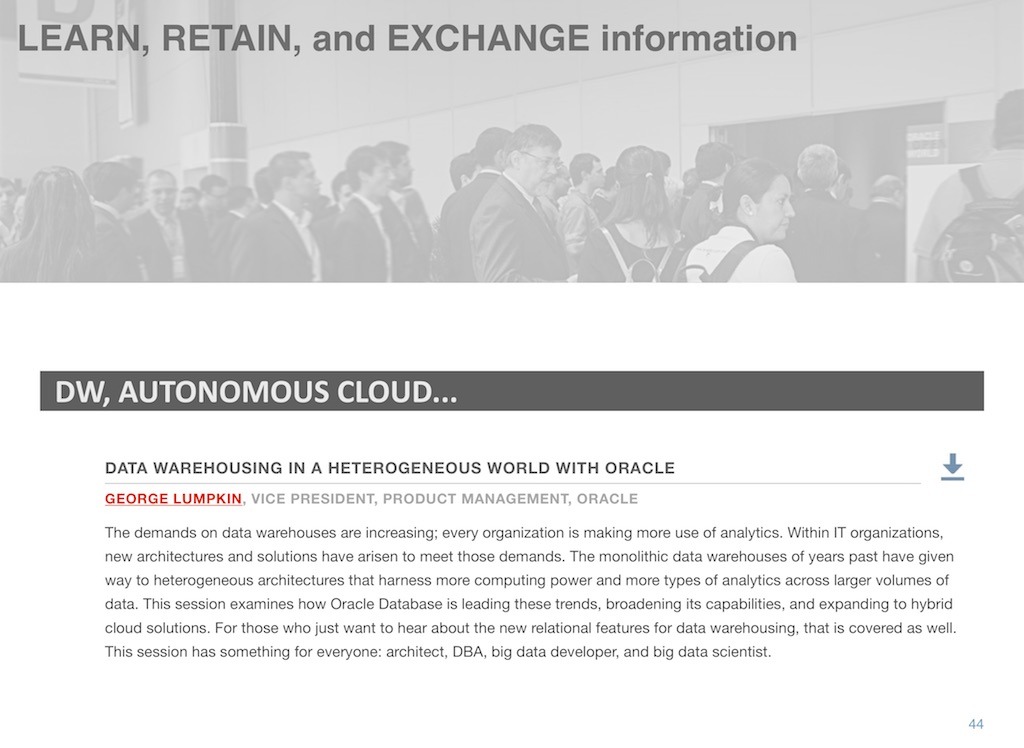 LEARN, RETAIN, and EXCHANGE information
ORACLE
WORLD
DW, AUTONOMOUS CLOUD...
DATA WAREHOUSING IN A HETEROGENEOUS WORLD WITH ORACLE
GEORGE LUMPKIN, VICE PRESIDENT, PRODUCT MANAGEMENT, ORACLE
The demands on data warehouses are increasing; every organization is making more use of analytics. Within IT organizations,
new architectures and solutions have arisen to meet those demands. The monolithic data warehouses of years past have given
way to heterogeneous architectures that harness more computing power and more types of analytics across larger volumes of
data. This session examines how Oracle Database is leading these trends, broadening its capabilities, and expanding to hybrid
cloud solutions. For those who just want to hear about the new relational features for data warehousing, that is covered as well.
This session has something for everyone: architect, DBA, big data developer, and big data scientist.
44